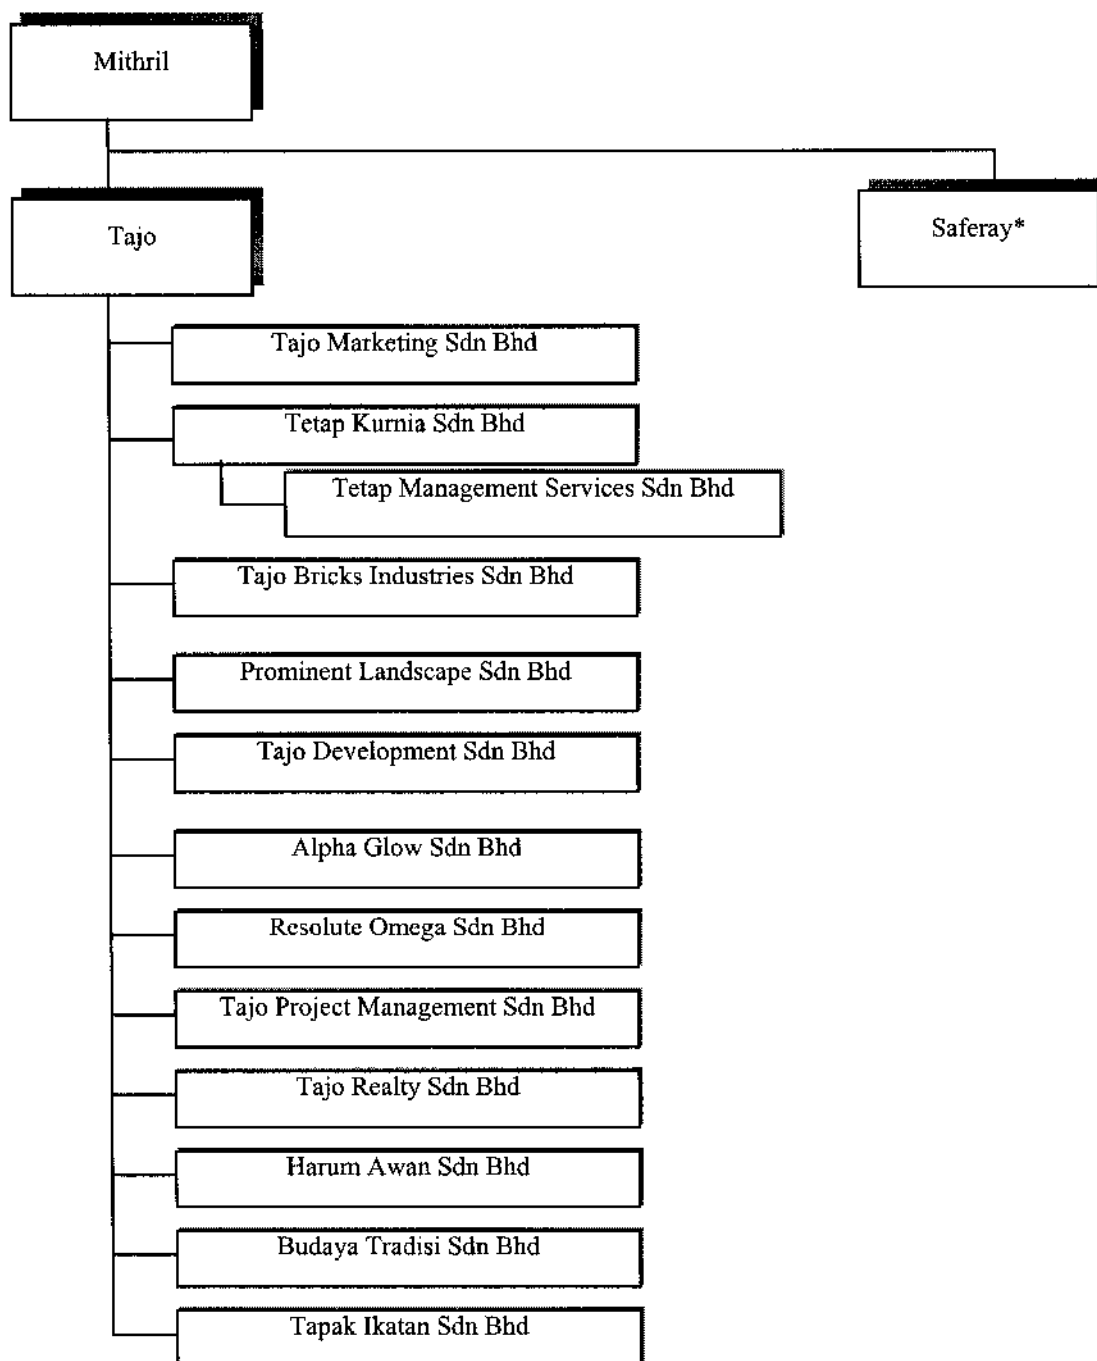 Mithril
Tajo
Saferay*
Tajo Marketing Sdn Bhd
Tetap Kurnia Sdn Bhd
Tetap Management Services Sdn Bhd
Tajo Bricks Industries Sdn Bhd
Prominent Landscape Sdn Bhd
Tajo Development Sdn Bhd
Alpha Glow Sdn Bhd
Resolute Omega Sdn Bhd
Tajo Project Management Sdn Bhd
Tajo Realty Sdn Bhd
Harum Awan Sdn Bhd
Budaya Tradisi Sdn Bhd
Tapak Ikatan Sdn Bhd